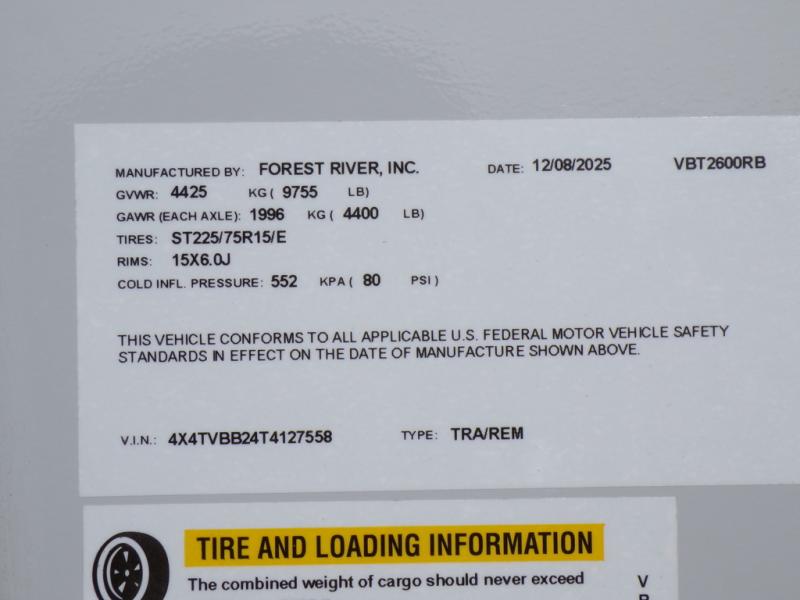 MANUFACTURED BY: FOREST RIVER, INC. DATE: 12/08/2025 VBT2600RB
GVWR: 4425 KG ( 9755 LB)
GAWR (EACH AXLE): 1996 KG ( 4400 LB)
TIRES: ST225/75R15/E
RIMS: 15X6.0J
COLD INFL. PRESSURE: 552 KPA ( 80 PSI )
THIS VEHICLE CONFORMS TO ALL APPLICABLE U.S. FEDERAL MOTOR VEHICLE SAFETY
STANDARDS IN EFFECT ON THE DATE OF MANUFACTURE SHOWN ABOVE.
V.I.N.: 4X4TVBB24T4127558 TYPE: TRA/REM
TIRE AND LOADING INFORMATION
The combined weight of cargo should never exceed
V